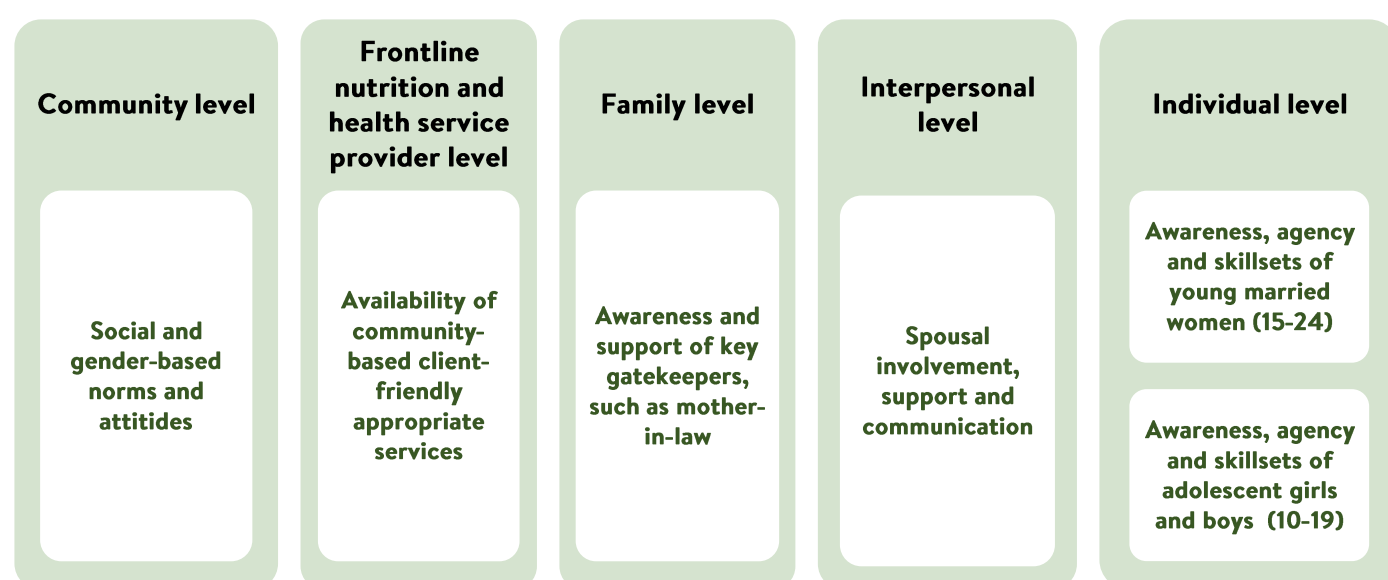 Community level
Social and
gender-based
norms and
attitides
Frontline
nutrition and
health service
provider level
Availability of
community-
based client-
friendly
appropriate
services
Family level
Awareness and
support of key
gatekeepers,
such as mother-
in-law
Interpersonal
level
Spousal
involvement,
support and
communication
Individual level
Awareness, agency
and skillsets of
young married
women (15-24)
Awareness, agency
and skillsets of
adolescent girls
and boys  (10-19)